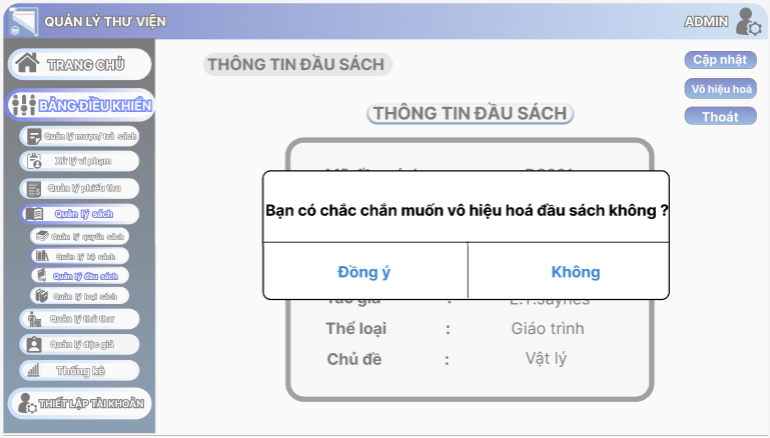 QUẢN LÝ THƯ VIỆN
ADMIN
TRANG CHỦ
BẢNG ĐIỀU KHIỂN
Quản lý mượn/ trả sách
Xử lý vi phạm
Quản lý phiếu thu
Quản lý sách
Quản lý quyển sách
Quản lý bộ sách
Quản lý đầu sách
Quản lý loại sách
Quản lý thủ thư
Quản lý độc giả
Thống kê
THIẾT LẬP TÀI KHOẢN
THÔNG TIN ĐẦU SÁCH
Cập nhật
Vô hiệu hoá
Thoát
THÔNG TIN ĐẦU SÁCH
Bạn có chắc chắn muốn vô hiệu hoá đầu sách không ?
Đồng ý Không
Tác giả : E.T.Jaynes
Thể loại : Giáo trình
Chủ đề : Vật lý